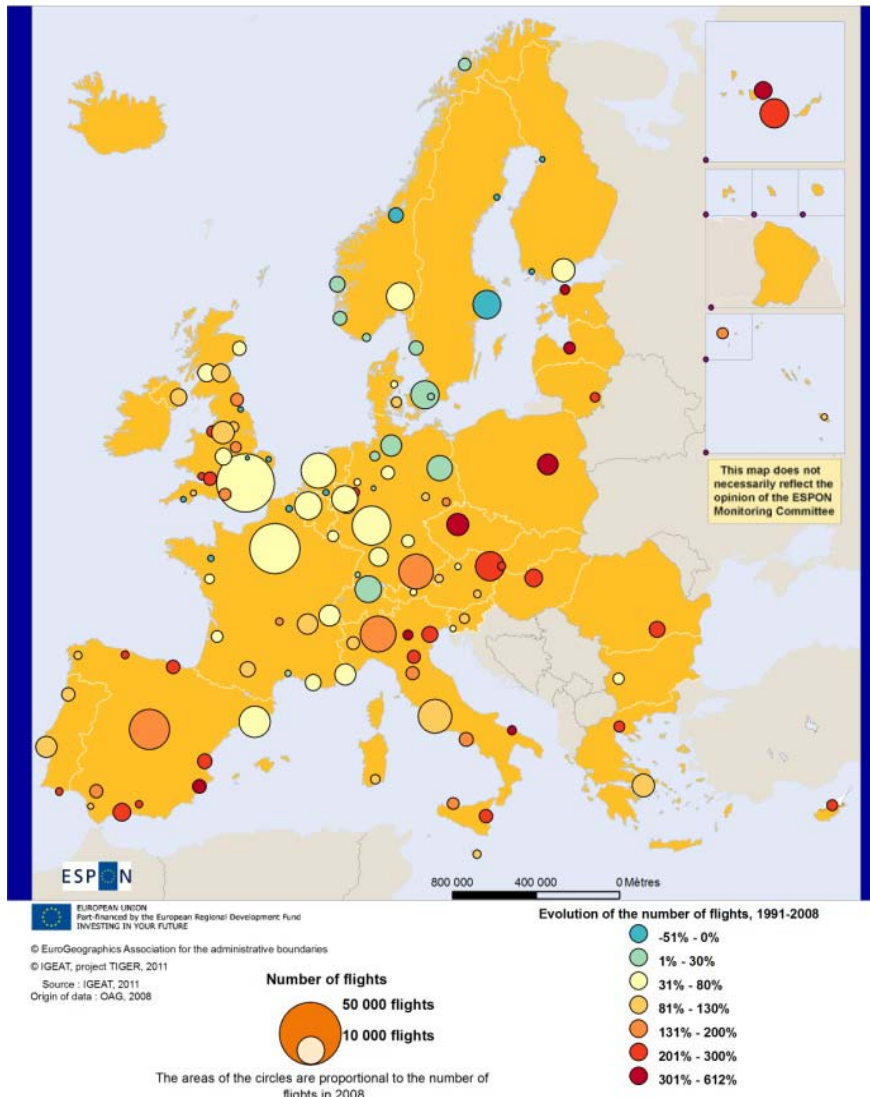 This map does not
necessarily reflect the
opinion of the ESPON
Monitoring Committee
ESPON
800 000 400 000 0 Mètres
EUROPEAN UNION
Part-financed by the European Regional Development Fund
INVESTING IN YOUR FUTURE
© EuroGeographics Association for the administrative boundaries
© IGEAT, project TIGER, 2011
Source : IGEAT, 2011
Origin of data : OAG, 2008
Number of flights
50 000 flights
10 000 flights
The areas of the circles are proportional to the number of
flights in 2008
Evolution of the number of flights, 1991-2008
-51% - 0%
1% - 30%
31% - 80%
81% - 130%
131% - 200%
201% - 300%
301% - 612%